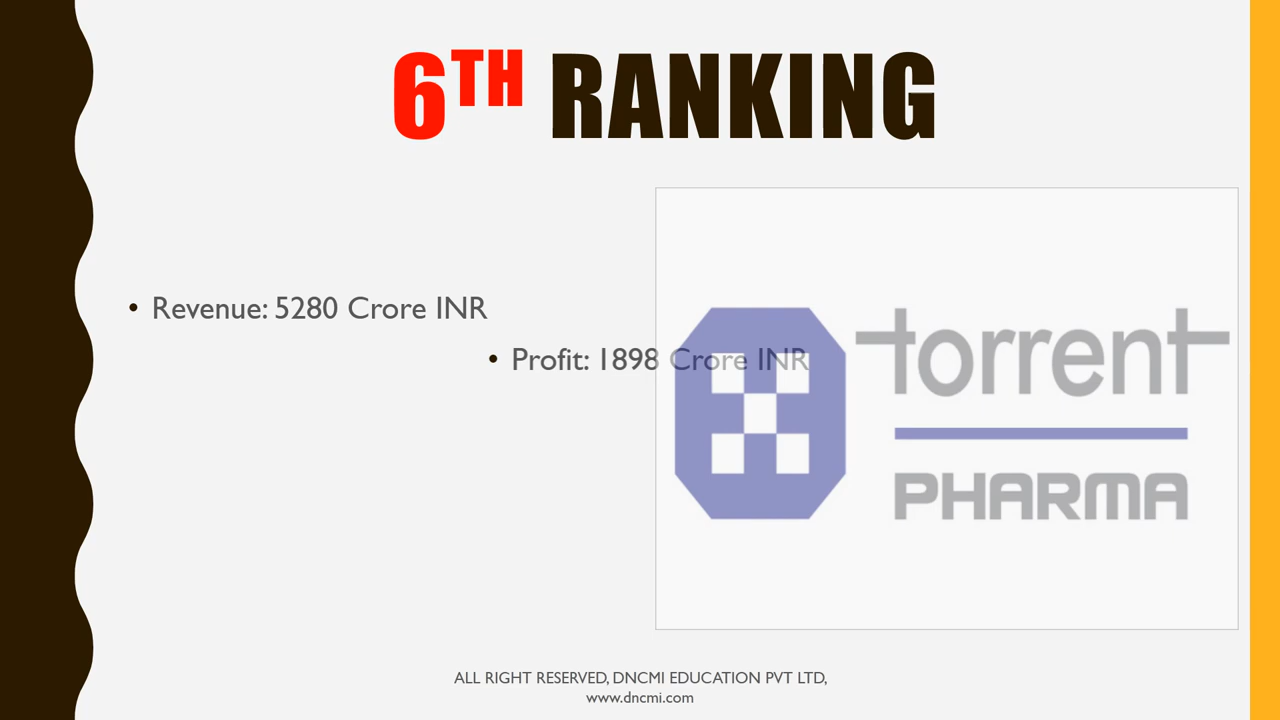 6TH RANKING
• Revenue: 5280 Crore INR
• Profit: 1898 Crore INR
torrent
PHARMA
ALL RIGHT RESERVED, DNCMI EDUCATION PVT LTD,
www.dncmi.com